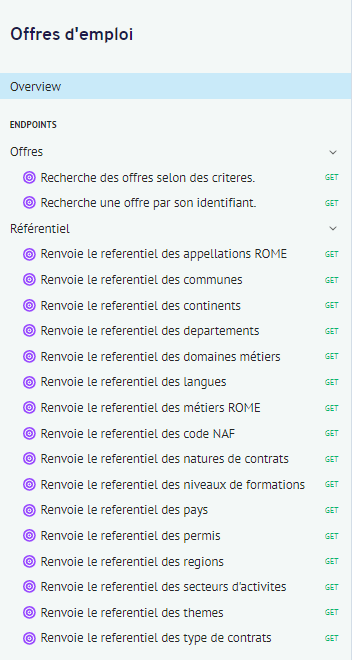 Offres d'emploi
Overview
ENDPOINTS
Offres
Recherche des offres selon des criteres. GET
Recherche une offre par son identifiant. GET
Référentiel
Renvoie le referentiel des appellations ROME GET
Renvoie le referentiel des communes GET
Renvoie le referentiel des continents GET
Renvoie le referentiel des departements GET
Renvoie le referentiel des domaines métiers GET
Renvoie le referentiel des langues GET
Renvoie le referentiel des métiers ROME GET
Renvoie le referentiel des code NAF GET
Renvoie le referentiel des natures de contrats GET
Renvoie le referentiel des niveaux de formations GET
Renvoie le referentiel des pays GET
Renvoie le referentiel des permis GET
Renvoie le referentiel des regions GET
Renvoie le referentiel des secteurs d'activites GET
Renvoie le referentiel des themes GET
Renvoie le referentiel des type de contrats GET